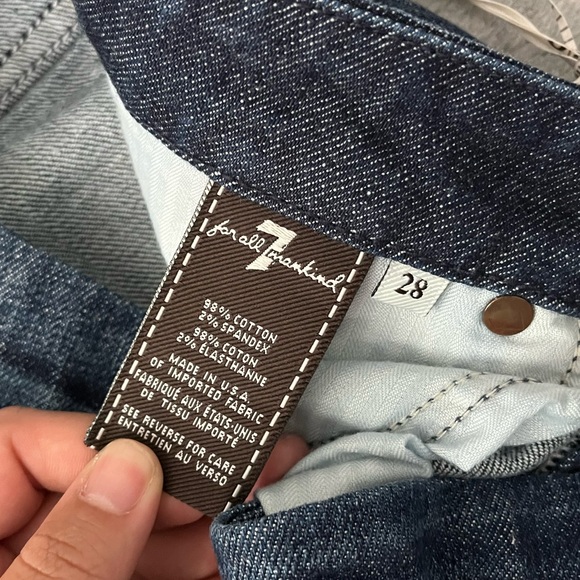 7
for all mankind
28
98% COTTON
2% SPANDEX
98% COTON
2% ÉLASTHANNE
MADE IN U.S.A
OF IMPORTED FABRIC
FABRIQUÉ AUX ÉTATS-UNIS
DE TISSU IMPORTÉ
SEE REVERSE FOR CARE
ENTRETIEN AU VERSO